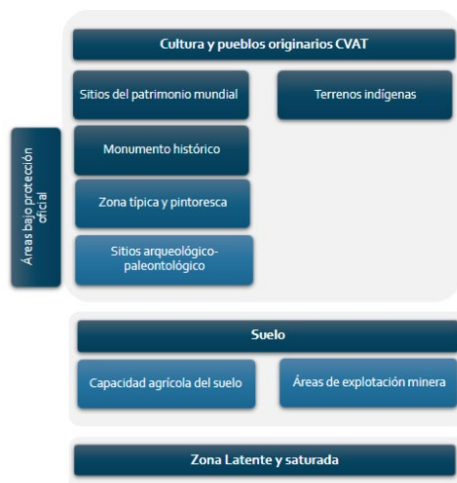 Cultura y pueblos originarios CVAT
Sitios del patrimonio mundial
Terrenos indígenas
Áreas bajo protección
oficial
Monumento histórico
Zona típica y pintoresca
Sitios arqueológico-
paleontológico
Suelo
Capacidad agrícola del suelo
Áreas de explotación minera
Zona Latente y saturada